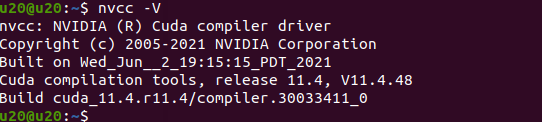 u20@u20:~$ nvcc -V
nvcc: NVIDIA (R) Cuda compiler driver
Copyright (c) 2005-2021 NVIDIA Corporation
Built on Wed_Jun__2_19:15:15_PDT_2021
Cuda compilation tools, release 11.4, V11.4.48
Build cuda_11.4.r11.4/compiler.30033411_0
u20@u20:~$